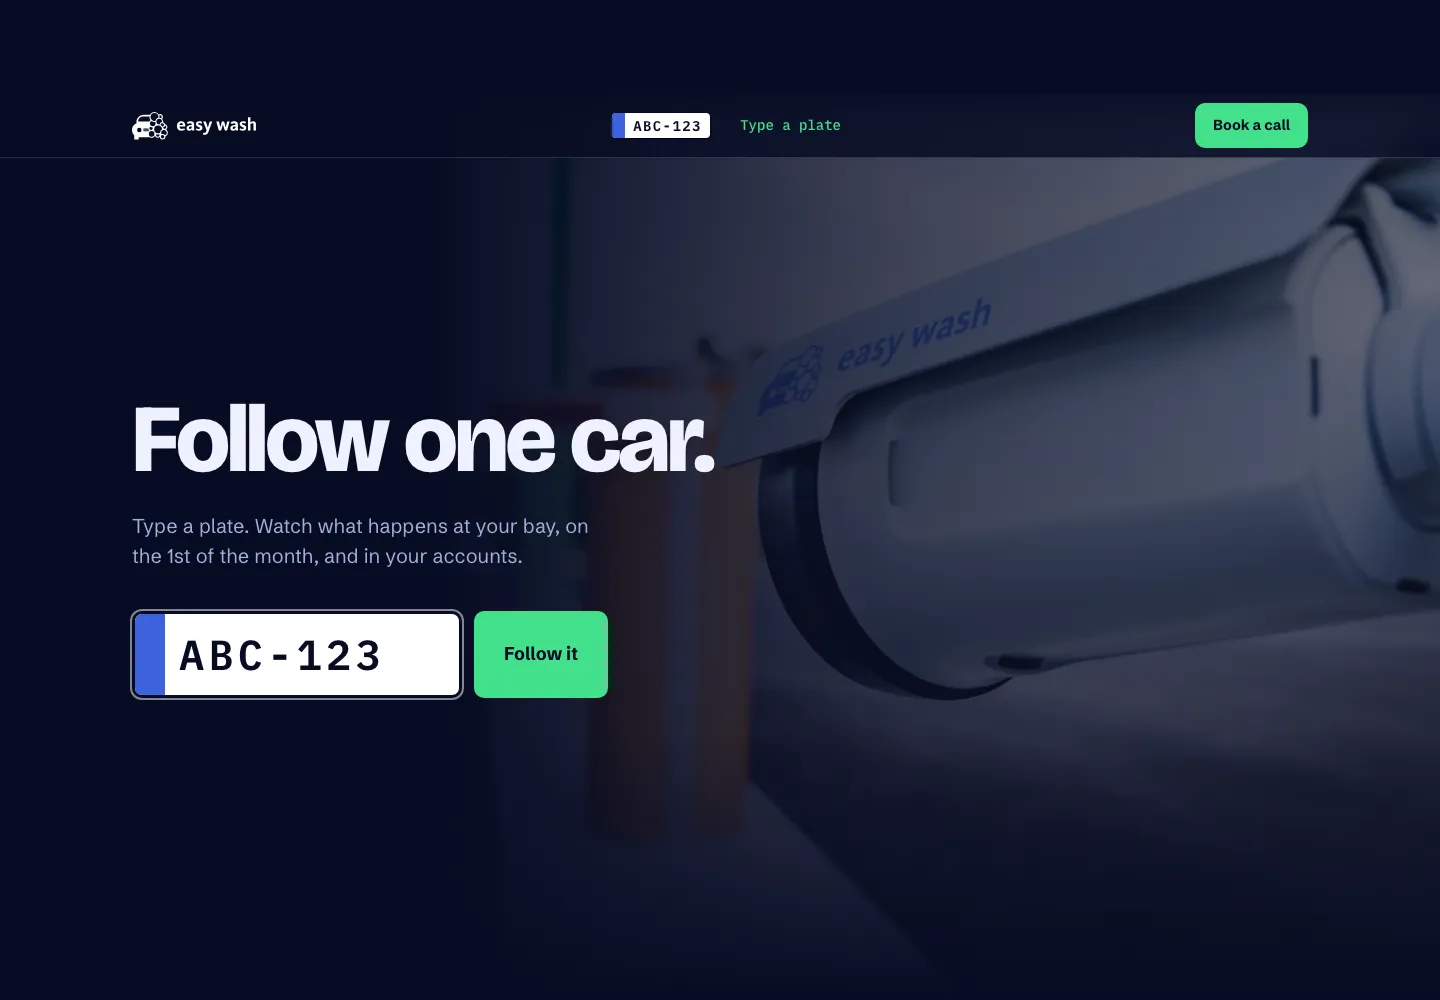 easy wash
ABC-123
Type a plate
Book a call
easy wash
Follow one car.
Type a plate. Watch what happens at your bay, on
the 1st of the month, and in your accounts.
ABC-123
Follow it